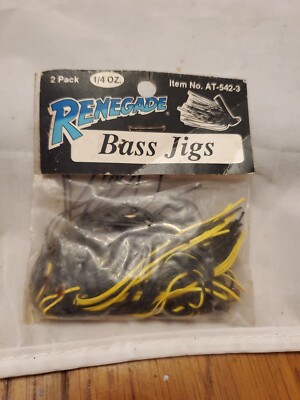 2 Pack 1/4 OZ. Item No. AT-542-3
RENEGADE
Bass Jigs